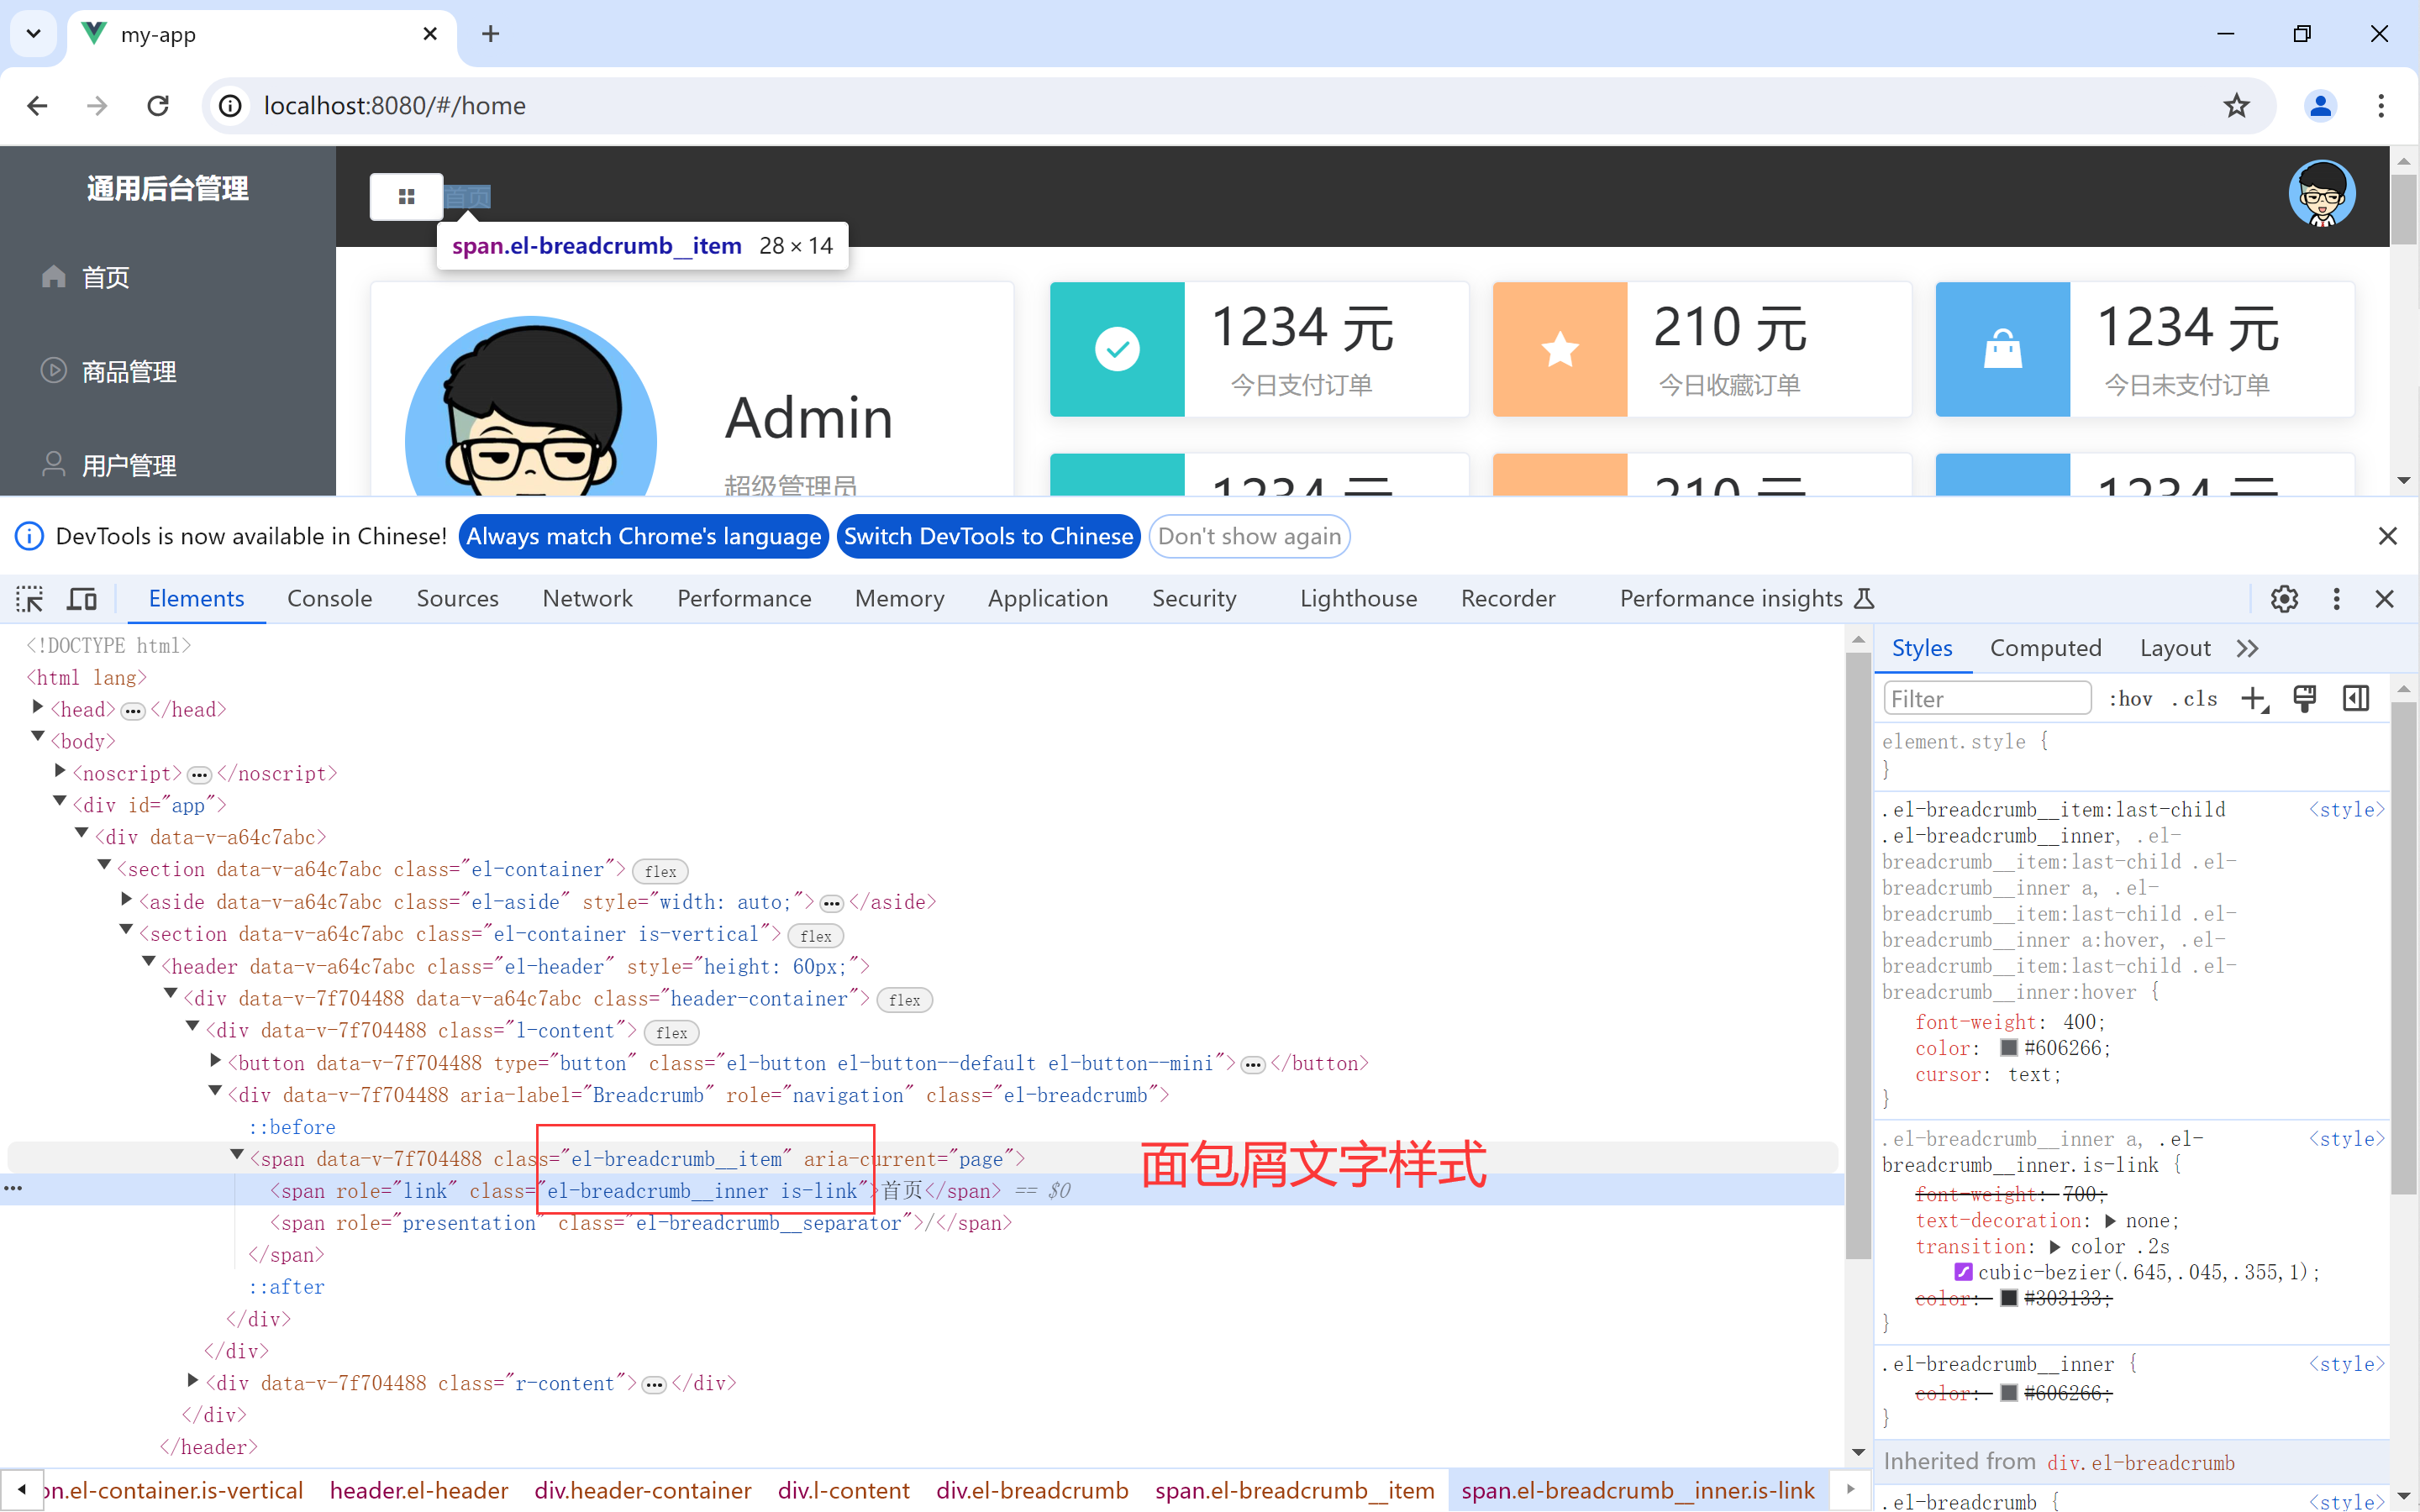 my-app
localhost:8080/#/home
通用后台管理
首页
首页
商品管理
用户管理
span.el-breadcrumb__item 28 × 14
Admin
超级管理员
1234 元
今日支付订单
210 元
今日收藏订单
1234 元
今日未支付订单
1234 元
210 元
1234 元
DevTools is now available in Chinese! Always match Chrome's language Switch DevTools to Chinese Don't show again
Elements Console Sources Network Performance Memory Application Security Lighthouse Recorder Performance insights
<!DOCTYPE html>
<html lang>
<head>…</head>
<body>
<noscript>…</noscript>
<div id="app">
<div data-v-a64c7abc>
<section data-v-a64c7abc class="el-container"> flex
<aside data-v-a64c7abc class="el-aside" style="width: auto;">…</aside>
<section data-v-a64c7abc class="el-container is-vertical"> flex
<header data-v-a64c7abc class="el-header" style="height: 60px;">
<div data-v-7f704488 data-v-a64c7abc class="header-container"> flex
<div data-v-7f704488 class="l-content"> flex
<button data-v-7f704488 type="button" class="el-button el-button--default el-button--mini">…</button>
<div data-v-7f704488 aria-label="Breadcrumb" role="navigation" class="el-breadcrumb">
::before
<span data-v-7f704488 class="el-breadcrumb__item" aria-current="page">
<span role="link" class="el-breadcrumb__inner is-link">首页</span> == $0
<span role="presentation" class="el-breadcrumb__separator">/</span>
</span>
::after
</div>
</div>
<div data-v-7f704488 class="r-content">…</div>
</div>
</header>
面包屑文字样式
on.el-container.is-vertical header.el-header div.header-container div.l-content div.el-breadcrumb span.el-breadcrumb__item span.el-breadcrumb__inner.is-link
Styles Computed Layout
Filter :hov .cls
element.style {
}
.el-breadcrumb__item:last-child <style>
.el-breadcrumb__inner, .el-
breadcrumb__item:last-child .el-
breadcrumb__inner a, .el-
breadcrumb__item:last-child .el-
breadcrumb__inner a:hover, .el-
breadcrumb__item:last-child .el-
breadcrumb__inner:hover {
font-weight: 400;
color: #606266;
cursor: text;
}
.el-breadcrumb__inner a, .el- <style>
breadcrumb__inner.is-link {
font-weight: 700;
text-decoration: none;
transition: color .2s
cubic-bezier(.645,.045,.355,1);
color: #303133;
}
.el-breadcrumb__inner { <style>
color: #606266;
}
Inherited from div.el-breadcrumb
.el-breadcrumb { <style>